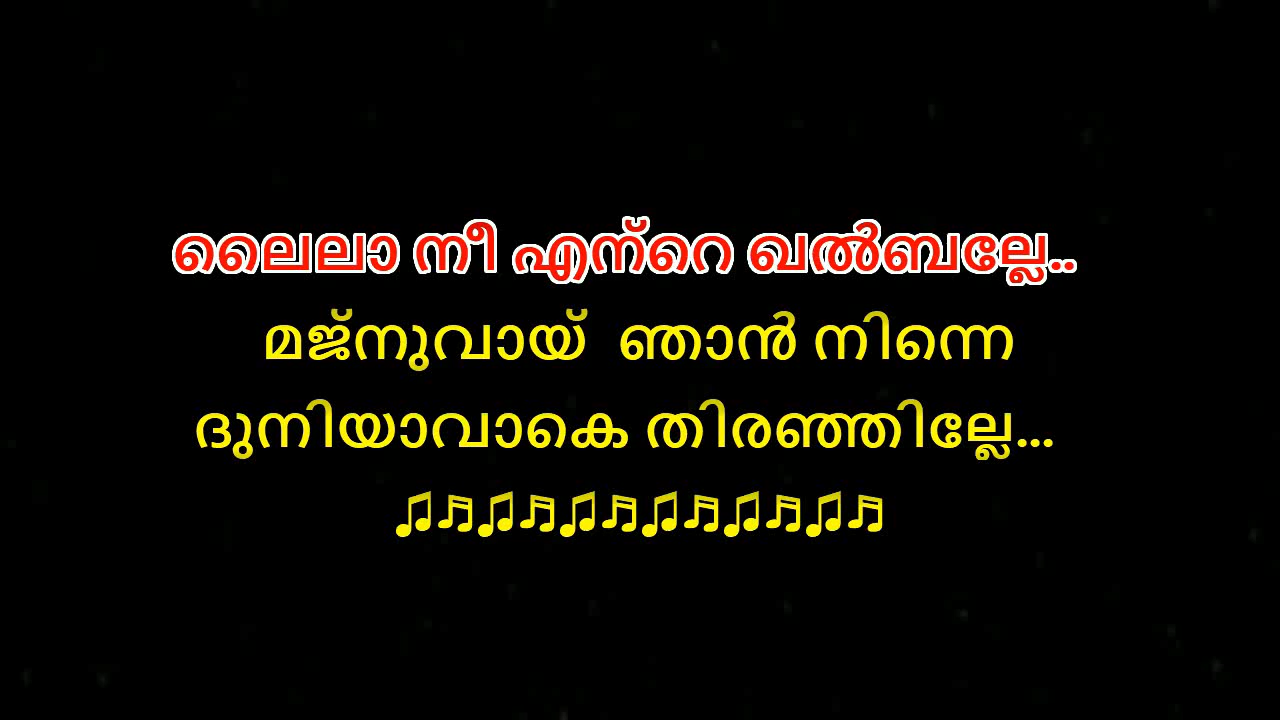 ലൈലാ നീ എന്റെ ഖൽബല്ലേ..
മജ്നുവായ് ഞാൻ നിന്നെ
ദുനിയാവാകെ തിരഞ്ഞില്ലേ...
♫♬♫♬♫♬♫♬♫♬♫♬